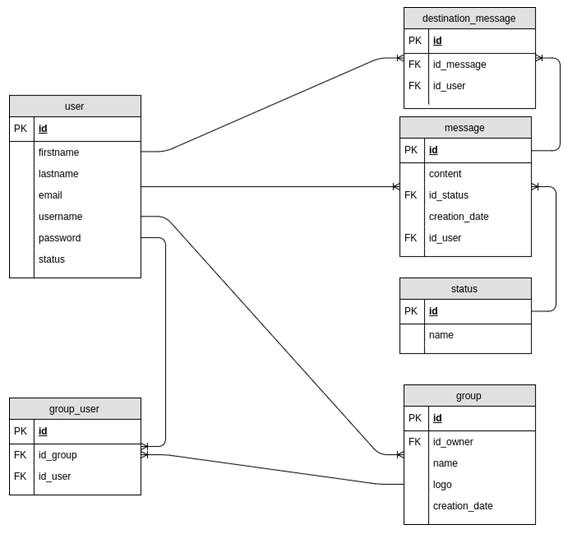 destination_message
PK id
FK id_message
FK id_user
user
PK id
firstname
lastname
email
username
password
status
message
PK id
content
FK id_status
creation_date
FK id_user
status
PK id
name
group_user
PK id
FK id_group
FK id_user
group
PK id
FK id_owner
name
logo
creation_date